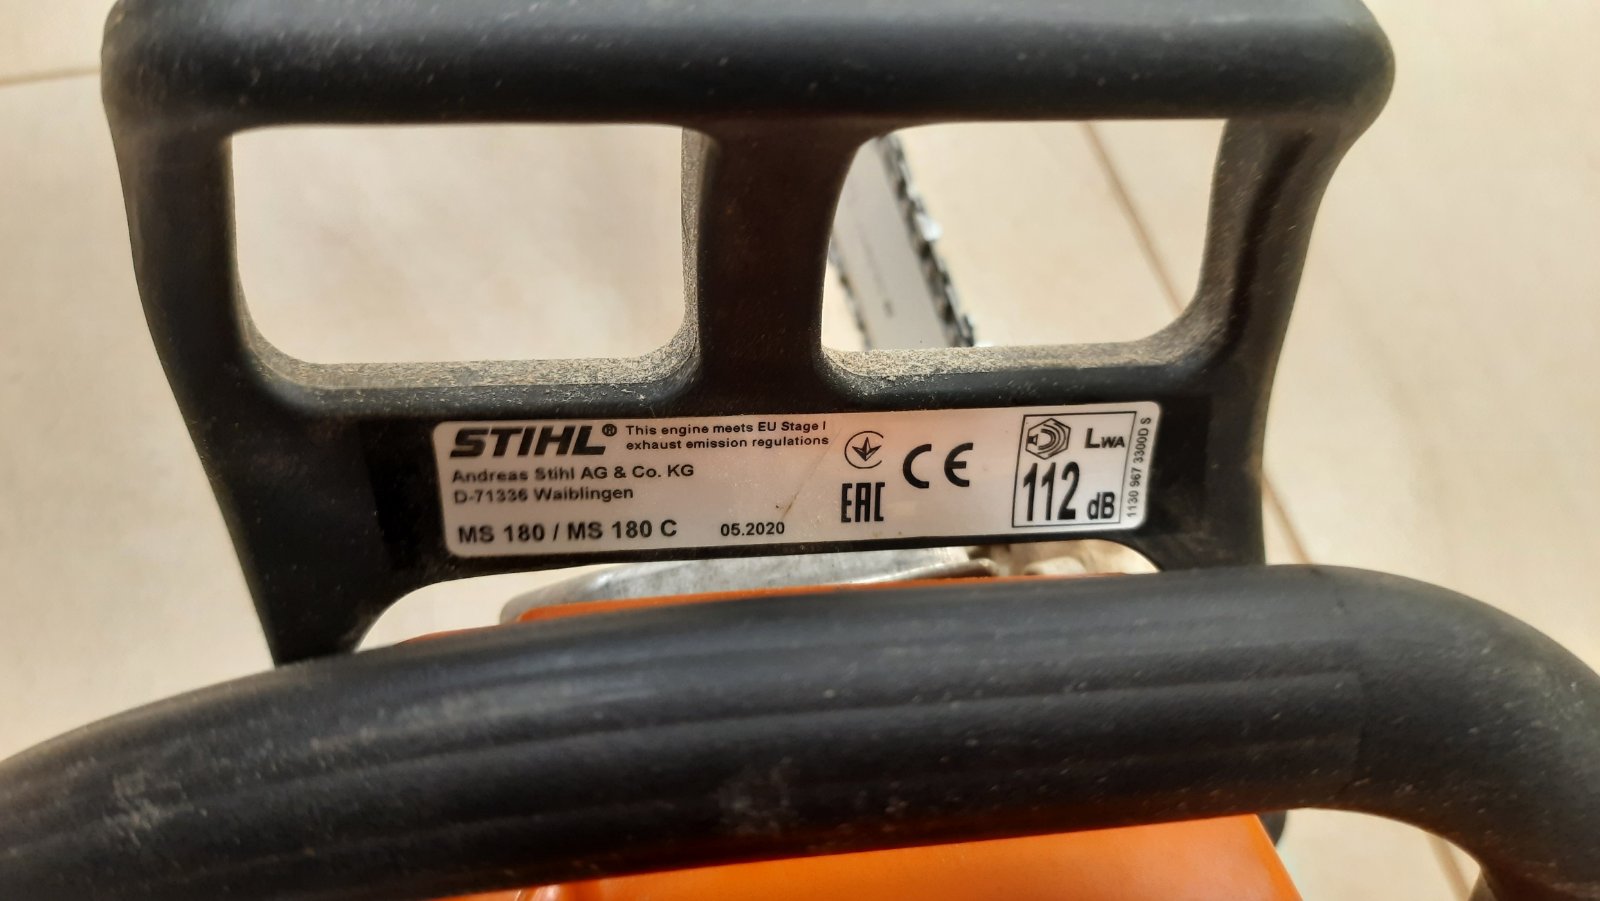 STIHL® This engine meets EU Stage I
exhaust emission regulations
Andreas Stihl AG & Co. KG
D-71336 Waiblingen
MS 180 / MS 180 C 05.2020
EAC
CE
LWA
112 dB
1130 967 3300D S